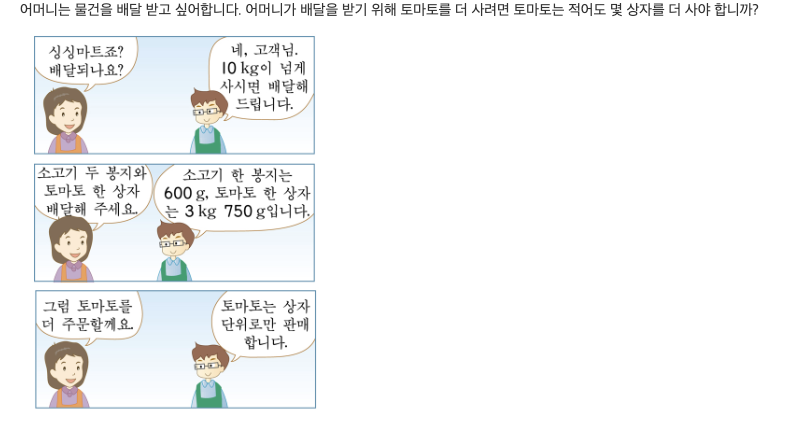 어머니는 물건을 배달 받고 싶어합니다. 어머니가 배달을 받기 위해 토마토를 더 사려면 토마토는 적어도 몇 상자를 더 사야 합니까?
싱싱마트죠?
배달되나요?
네, 고객님.
10 kg이 넘게
사시면 배달해
드립니다.
소고기 두 봉지와
토마토 한 상자
배달해 주세요.
소고기 한 봉지는
600 g, 토마토 한 상자
는 3 kg 750 g입니다.
그럼 토마토를
더 주문할께요.
토마토는 상자
단위로만 판매
합니다.